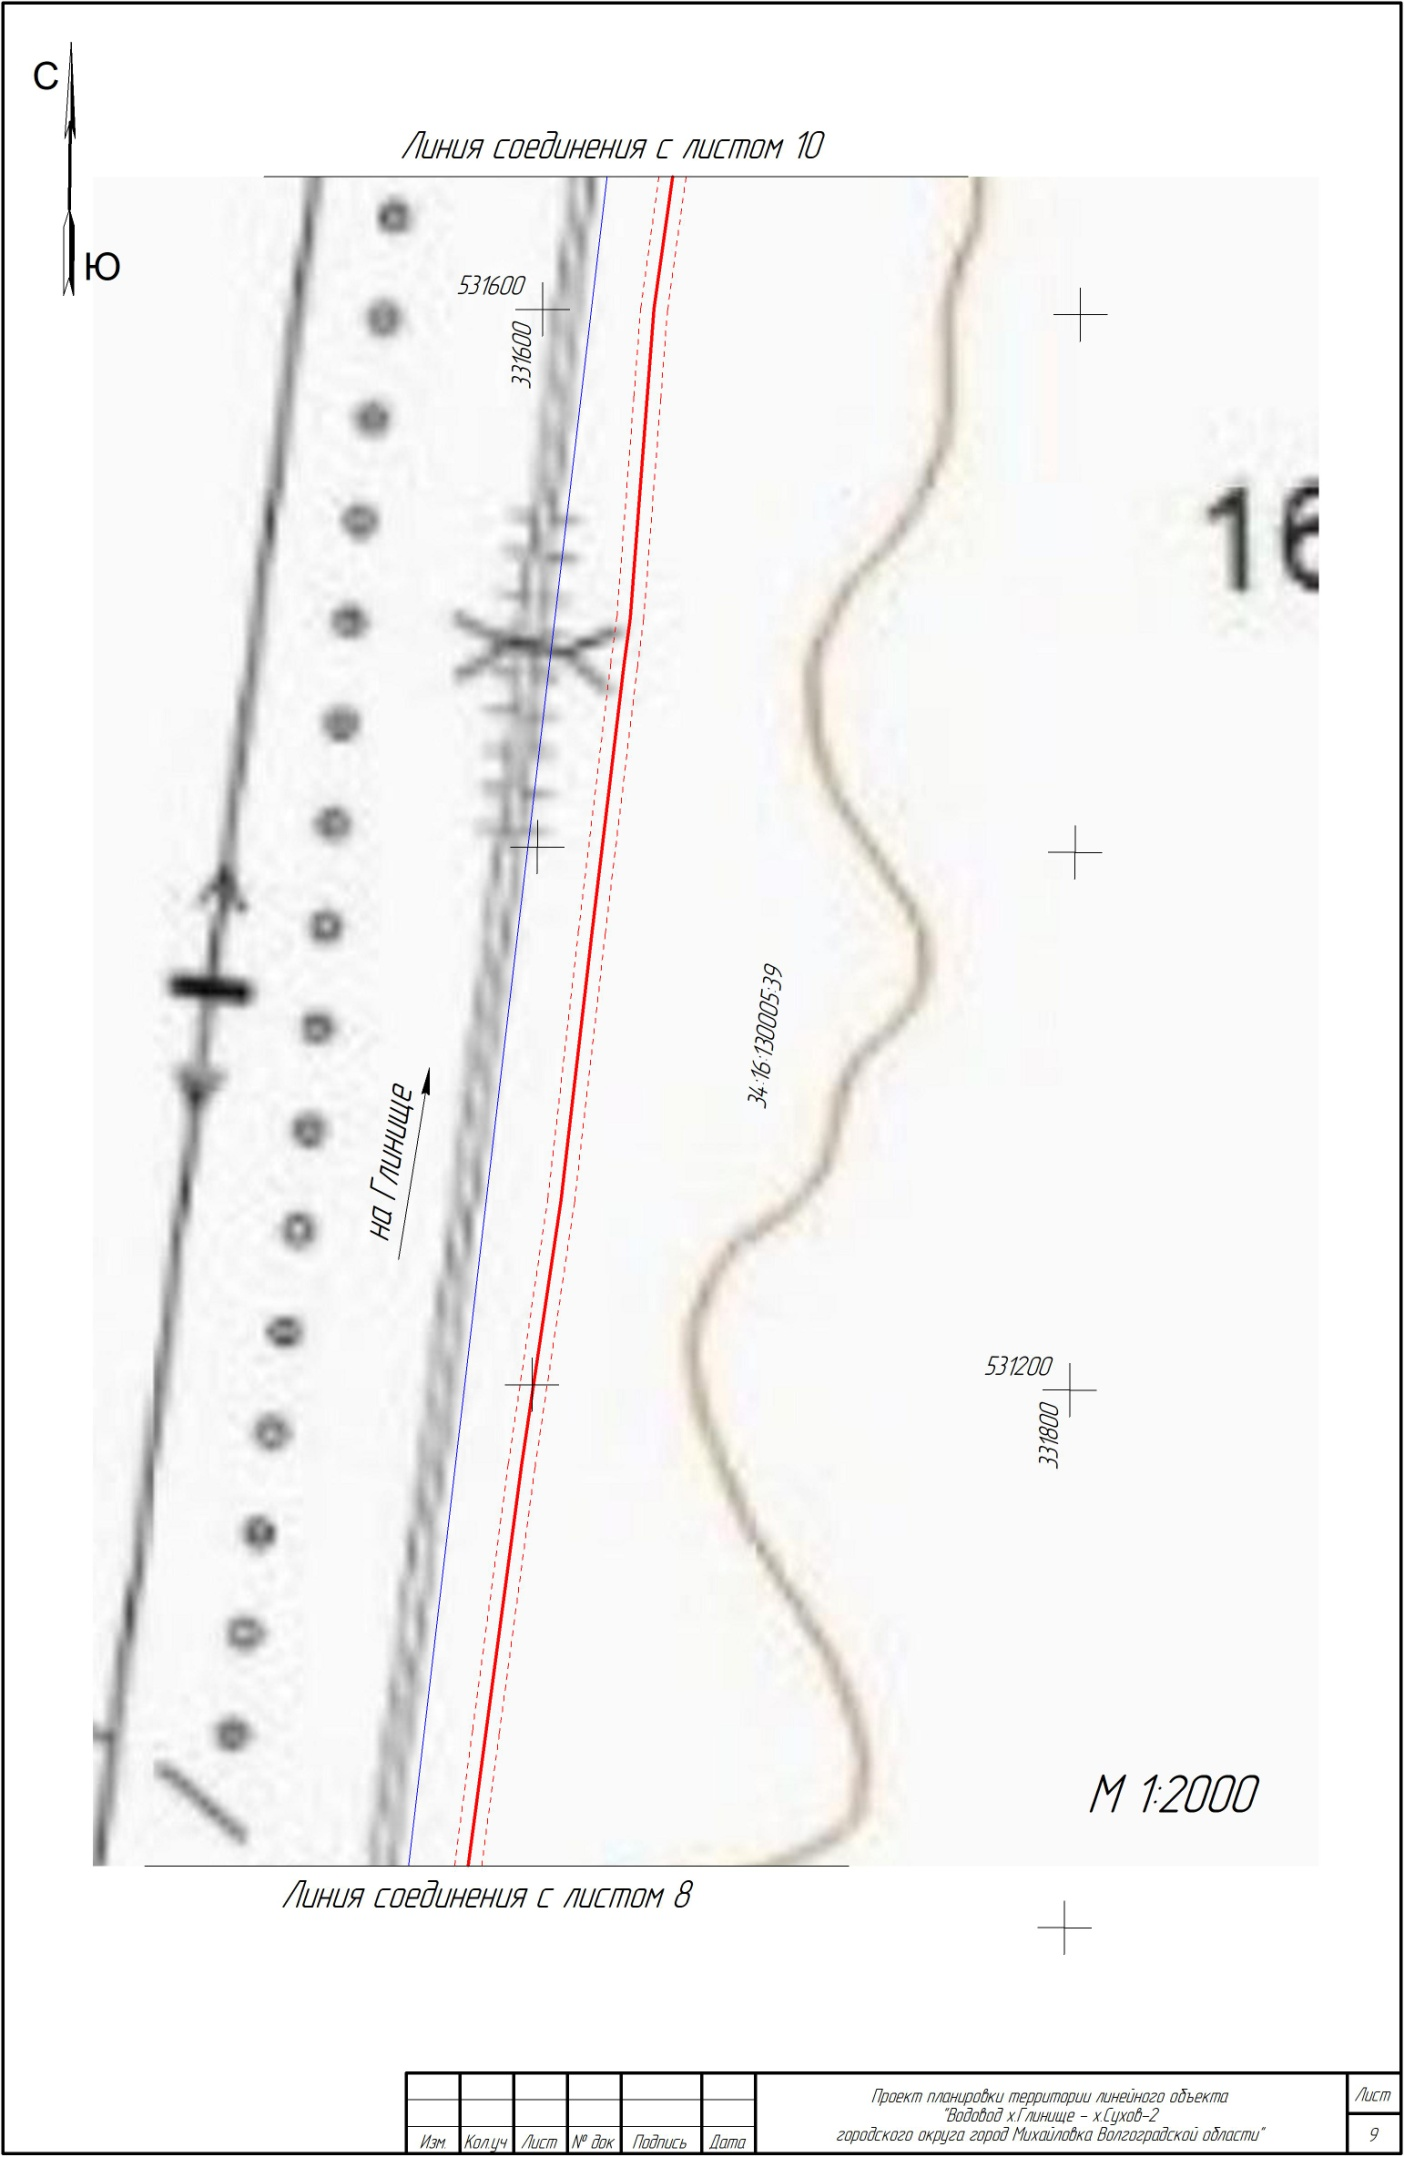 С
Ю
Линия соединения с листом 10
531600
331600
16
34:16:130005:39
на Глинище
531200
331800
М 1:2000
Линия соединения с листом 8
Изм. Кол.уч Лист № док Подпись Дата
Проект планировки территории линейного объекта
"Водовод х.Глинище - х.Сухов-2
городского округа город Михайловка Волгоградской области"
Лист
9